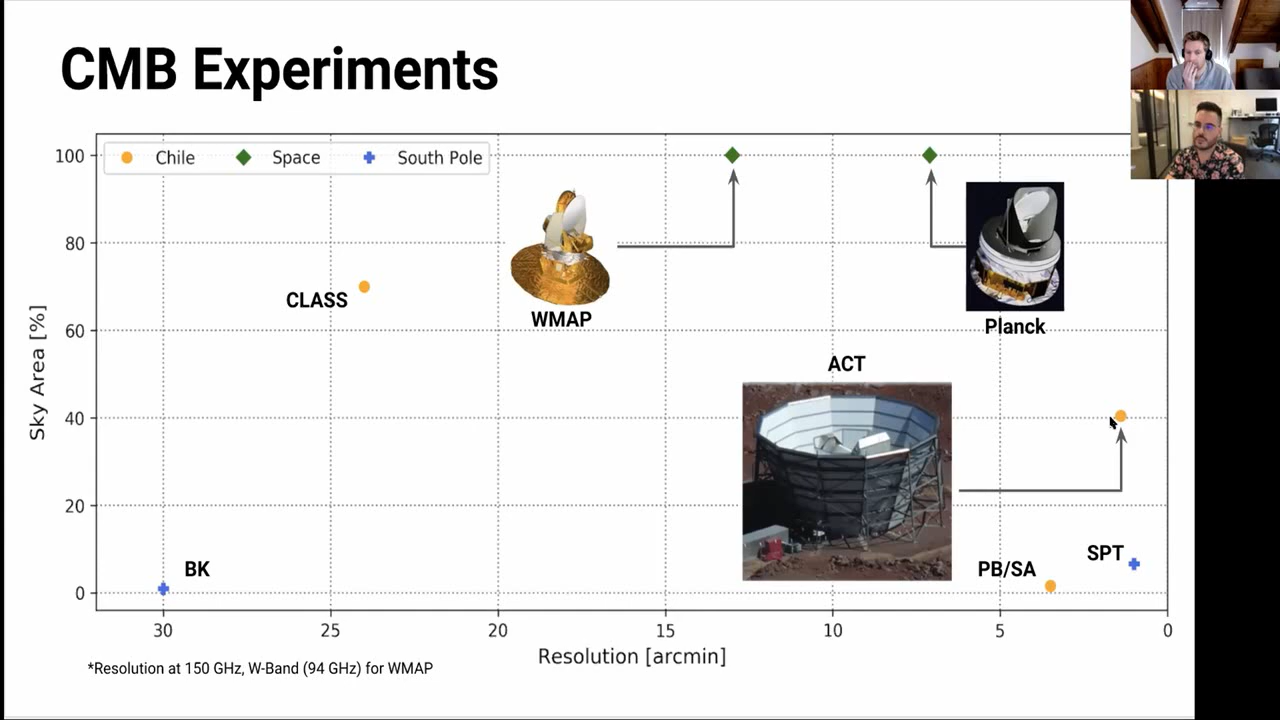 CMB Experiments
Chile
Space
South Pole
100
80
60
40
20
0
Sky Area [%]
CLASS
WMAP
Planck
ACT
BK
PB/SA
SPT
30
25
20
15
10
5
0
Resolution [arcmin]
*Resolution at 150 GHz, W-Band (94 GHz) for WMAP